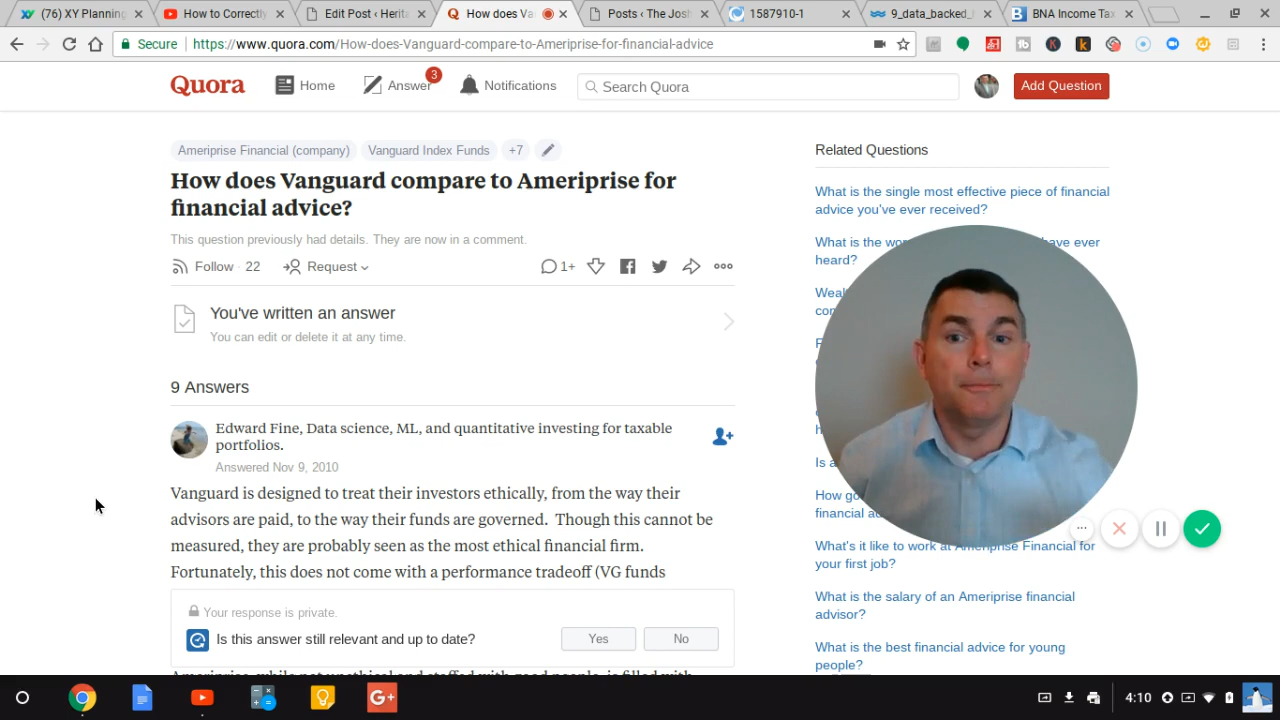 (76) XY Planning
How to Correctly
Edit Post ‹ Herita
How does Va
Posts ‹ The Josh
1587910-1
9_data_backed_
BNA Income Tax
Secure
https://www.quora.com/How-does-Vanguard-compare-to-Ameriprise-for-financial-advice
Quora
Home
Answer
3
Notifications
Search Quora
Add Question
Ameriprise Financial (company)
Vanguard Index Funds
+7
How does Vanguard compare to Ameriprise for
financial advice?
This question previously had details. They are now in a comment.
Follow · 22
Request
1+
You've written an answer
You can edit or delete it at any time.
9 Answers
Edward Fine, Data science, ML, and quantitative investing for taxable
portfolios.
Answered Nov 9, 2010
Vanguard is designed to treat their investors ethically, from the way their
advisors are paid, to the way their funds are governed.  Though this cannot be
measured, they are probably seen as the most ethical financial firm.
Fortunately, this does not come with a performance tradeoff (VG funds
Your response is private.
Is this answer still relevant and up to date?
Yes
No
Related Questions
What is the single most effective piece of financial
advice you've ever received?
What is the
have ever
heard?
Is a
financial
What's it like to work at Ameriprise Financial for
your first job?
What is the salary of an Ameriprise financial
advisor?
What is the best financial advice for young
people?
4:10